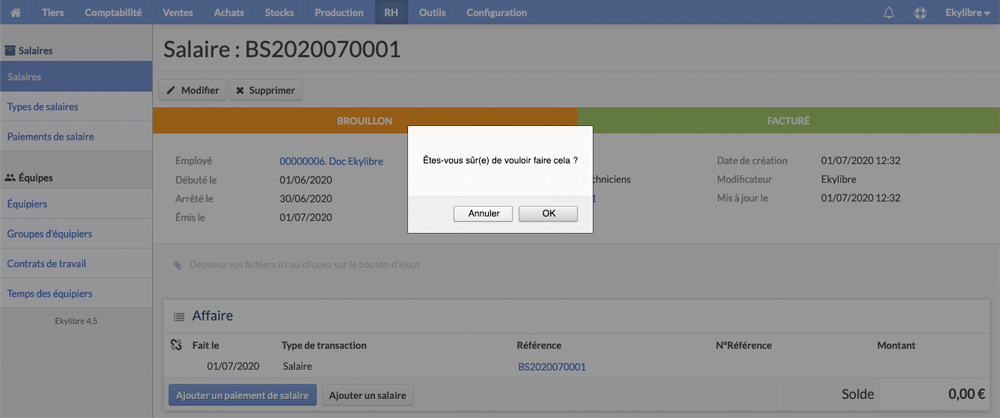 Tiers Comptabilité Ventes Achats Stocks Production RH Outils Configuration Ekylibre
Salaires
Salaires
Types de salaires
Paiements de salaire
Équipes
Équipiers
Groupes d'équipiers
Contrats de travail
Temps des équipiers
Ekylibre 4.5
Salaire : BS2020070001
Modifier Supprimer
BROUILLON FACTURÉ
Employé 00000006. Doc Ekylibre
Débuté le 01/06/2020
Arrêté le 30/06/2020
Émis le 01/07/2020
Date de création 01/07/2020 12:32
Modificateur Ekylibre
Mis à jour le 01/07/2020 12:32
Êtes-vous sûr(e) de vouloir faire cela ?
Annuler OK
Déposez vos fichiers ici ou cliquez sur le bouton d'ajout
Affaire
Fait le Type de transaction Référence N°Référence Montant
01/07/2020 Salaire BS2020070001
Ajouter un paiement de salaire Ajouter un salaire Solde 0,00 €